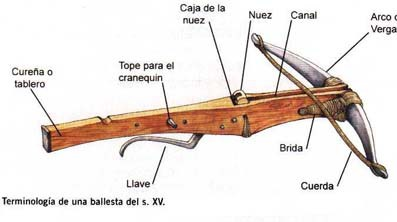 Caja de la
nuez
Nuez
Canal
Arco o
Verga
Tope para el
cranequin
Cureña o
tablero
Brida
Llave
Cuerda
Terminología de una ballesta del s. XV.